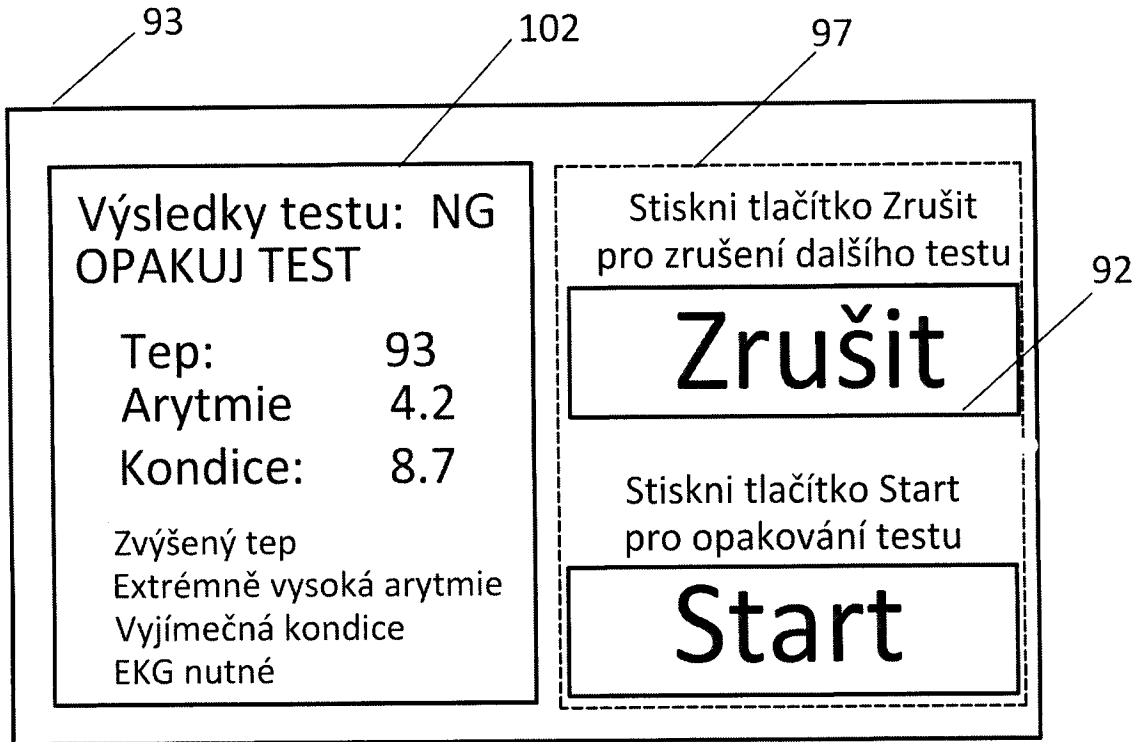 93
102
97
Výsledky testu: NG
OPAKUJ TEST
Tep: 93
Arytmie 4.2
Kondice: 8.7
Zvýšený tep
Extrémně vysoká arytmie
Vyjímečná kondice
EKG nutné
Stiskni tlačítko Zrušit
pro zrušení dalšího testu
92
Zrušit
Stiskni tlačítko Start
pro opakování testu
Start